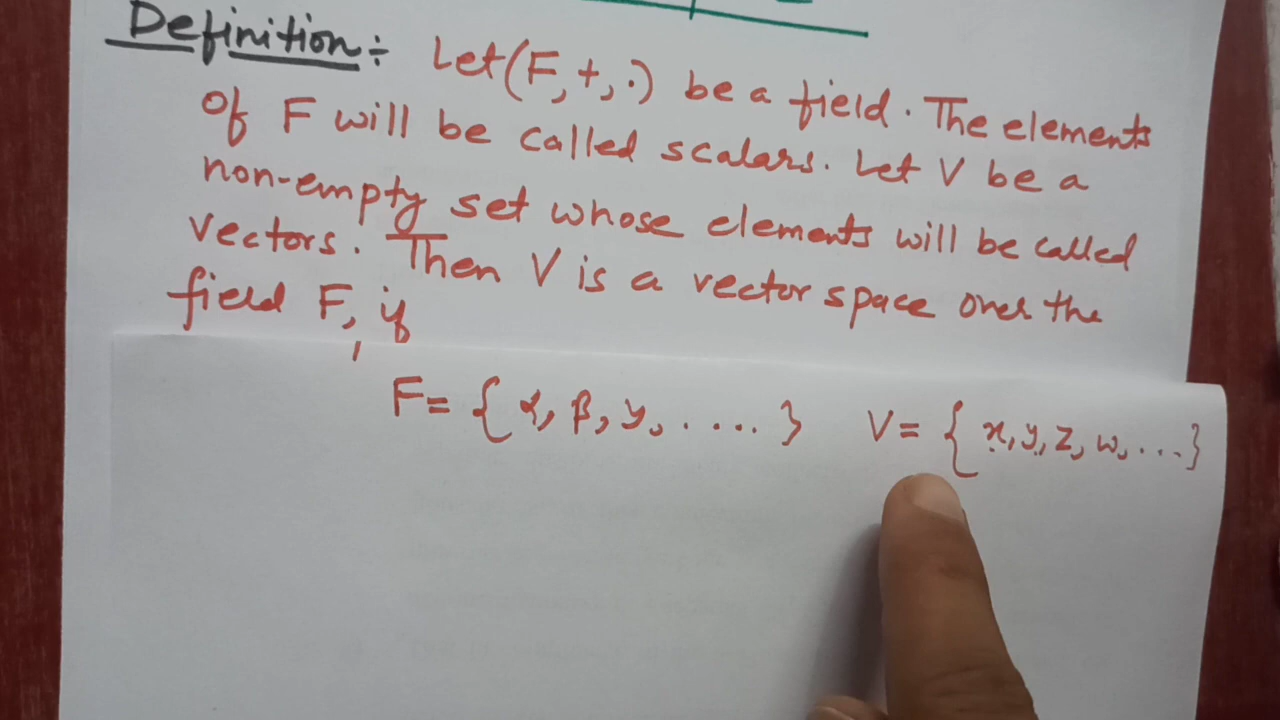 Definition :- Let (F, +, .) be a field. The elements
of F will be called scalars. Let V be a
non-empty set whose elements will be called
vectors. Then V is a vector space over the
field F, if
F= { α, β, γ, ..... } V= { x, y, z, w, ... }